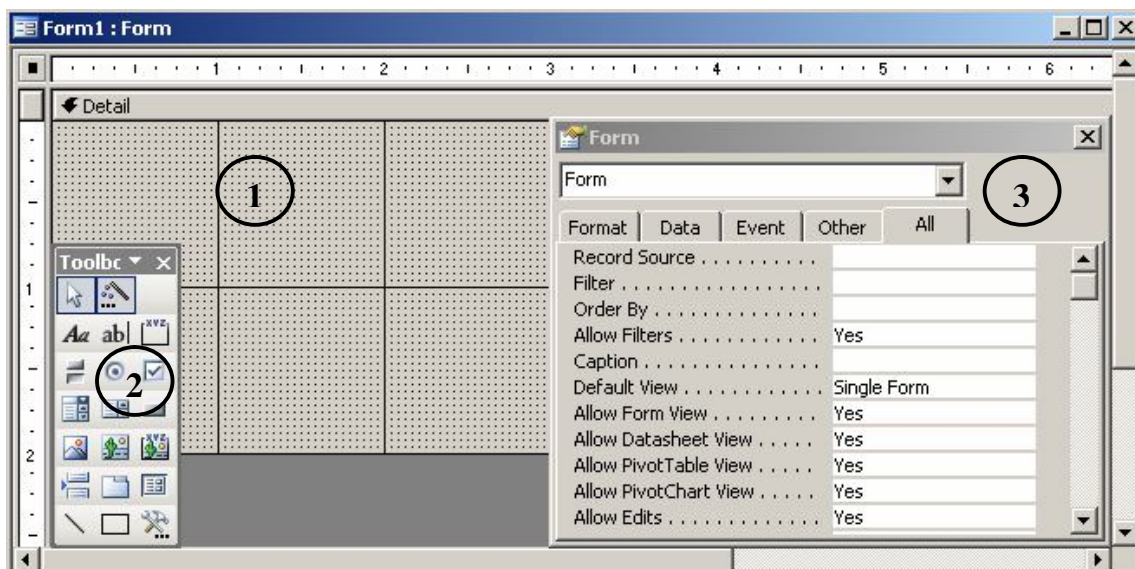 Form1 : Form
1 2 3 4 5 6
Detail
1
Form
Form
3
Format Data Event Other All
Toolbc
Record Source . . . . . . . . . .
1
Filter . . . . . . . . . . . . . . . . .
Order By . . . . . . . . . . . . . . .
Aa ab| XYZ
Allow Filters . . . . . . . . . . . . Yes
Caption . . . . . . . . . . . . . . .
2
Default View . . . . . . . . . . . . Single Form
Allow Form View . . . . . . . . . Yes
Allow Datasheet View . . . . . Yes
2
XYZ
Allow PivotTable View . . . . . Yes
Allow PivotChart View . . . . . Yes
Allow Edits . . . . . . . . . . . . . Yes